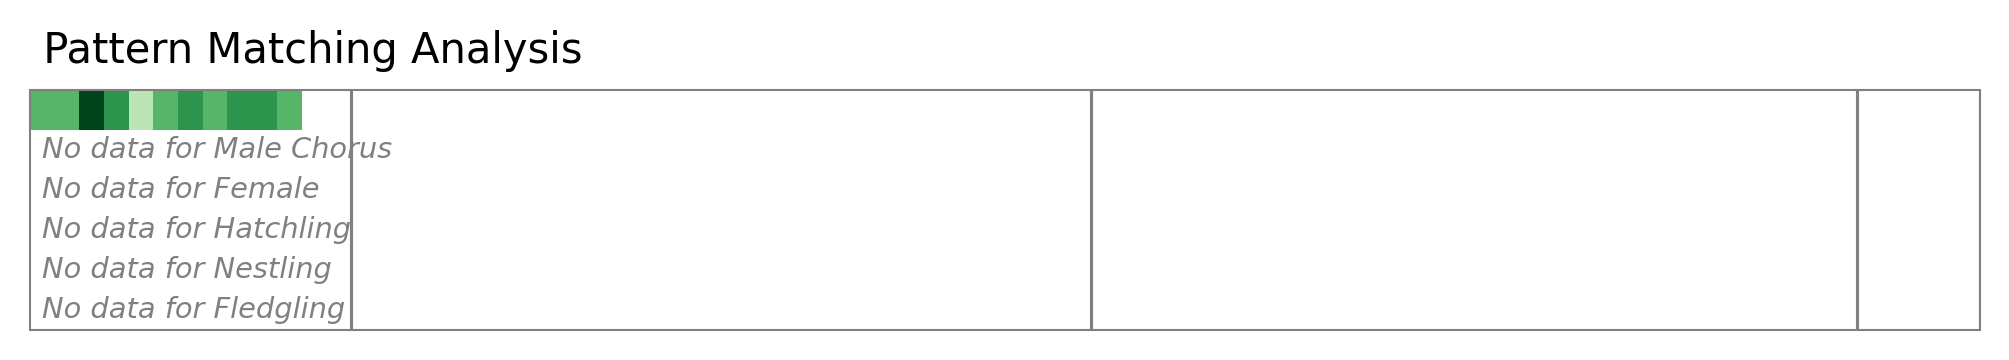 Pattern Matching Analysis
No data for Male Chorus
No data for Female
No data for Hatchling
No data for Nestling
No data for Fledgling